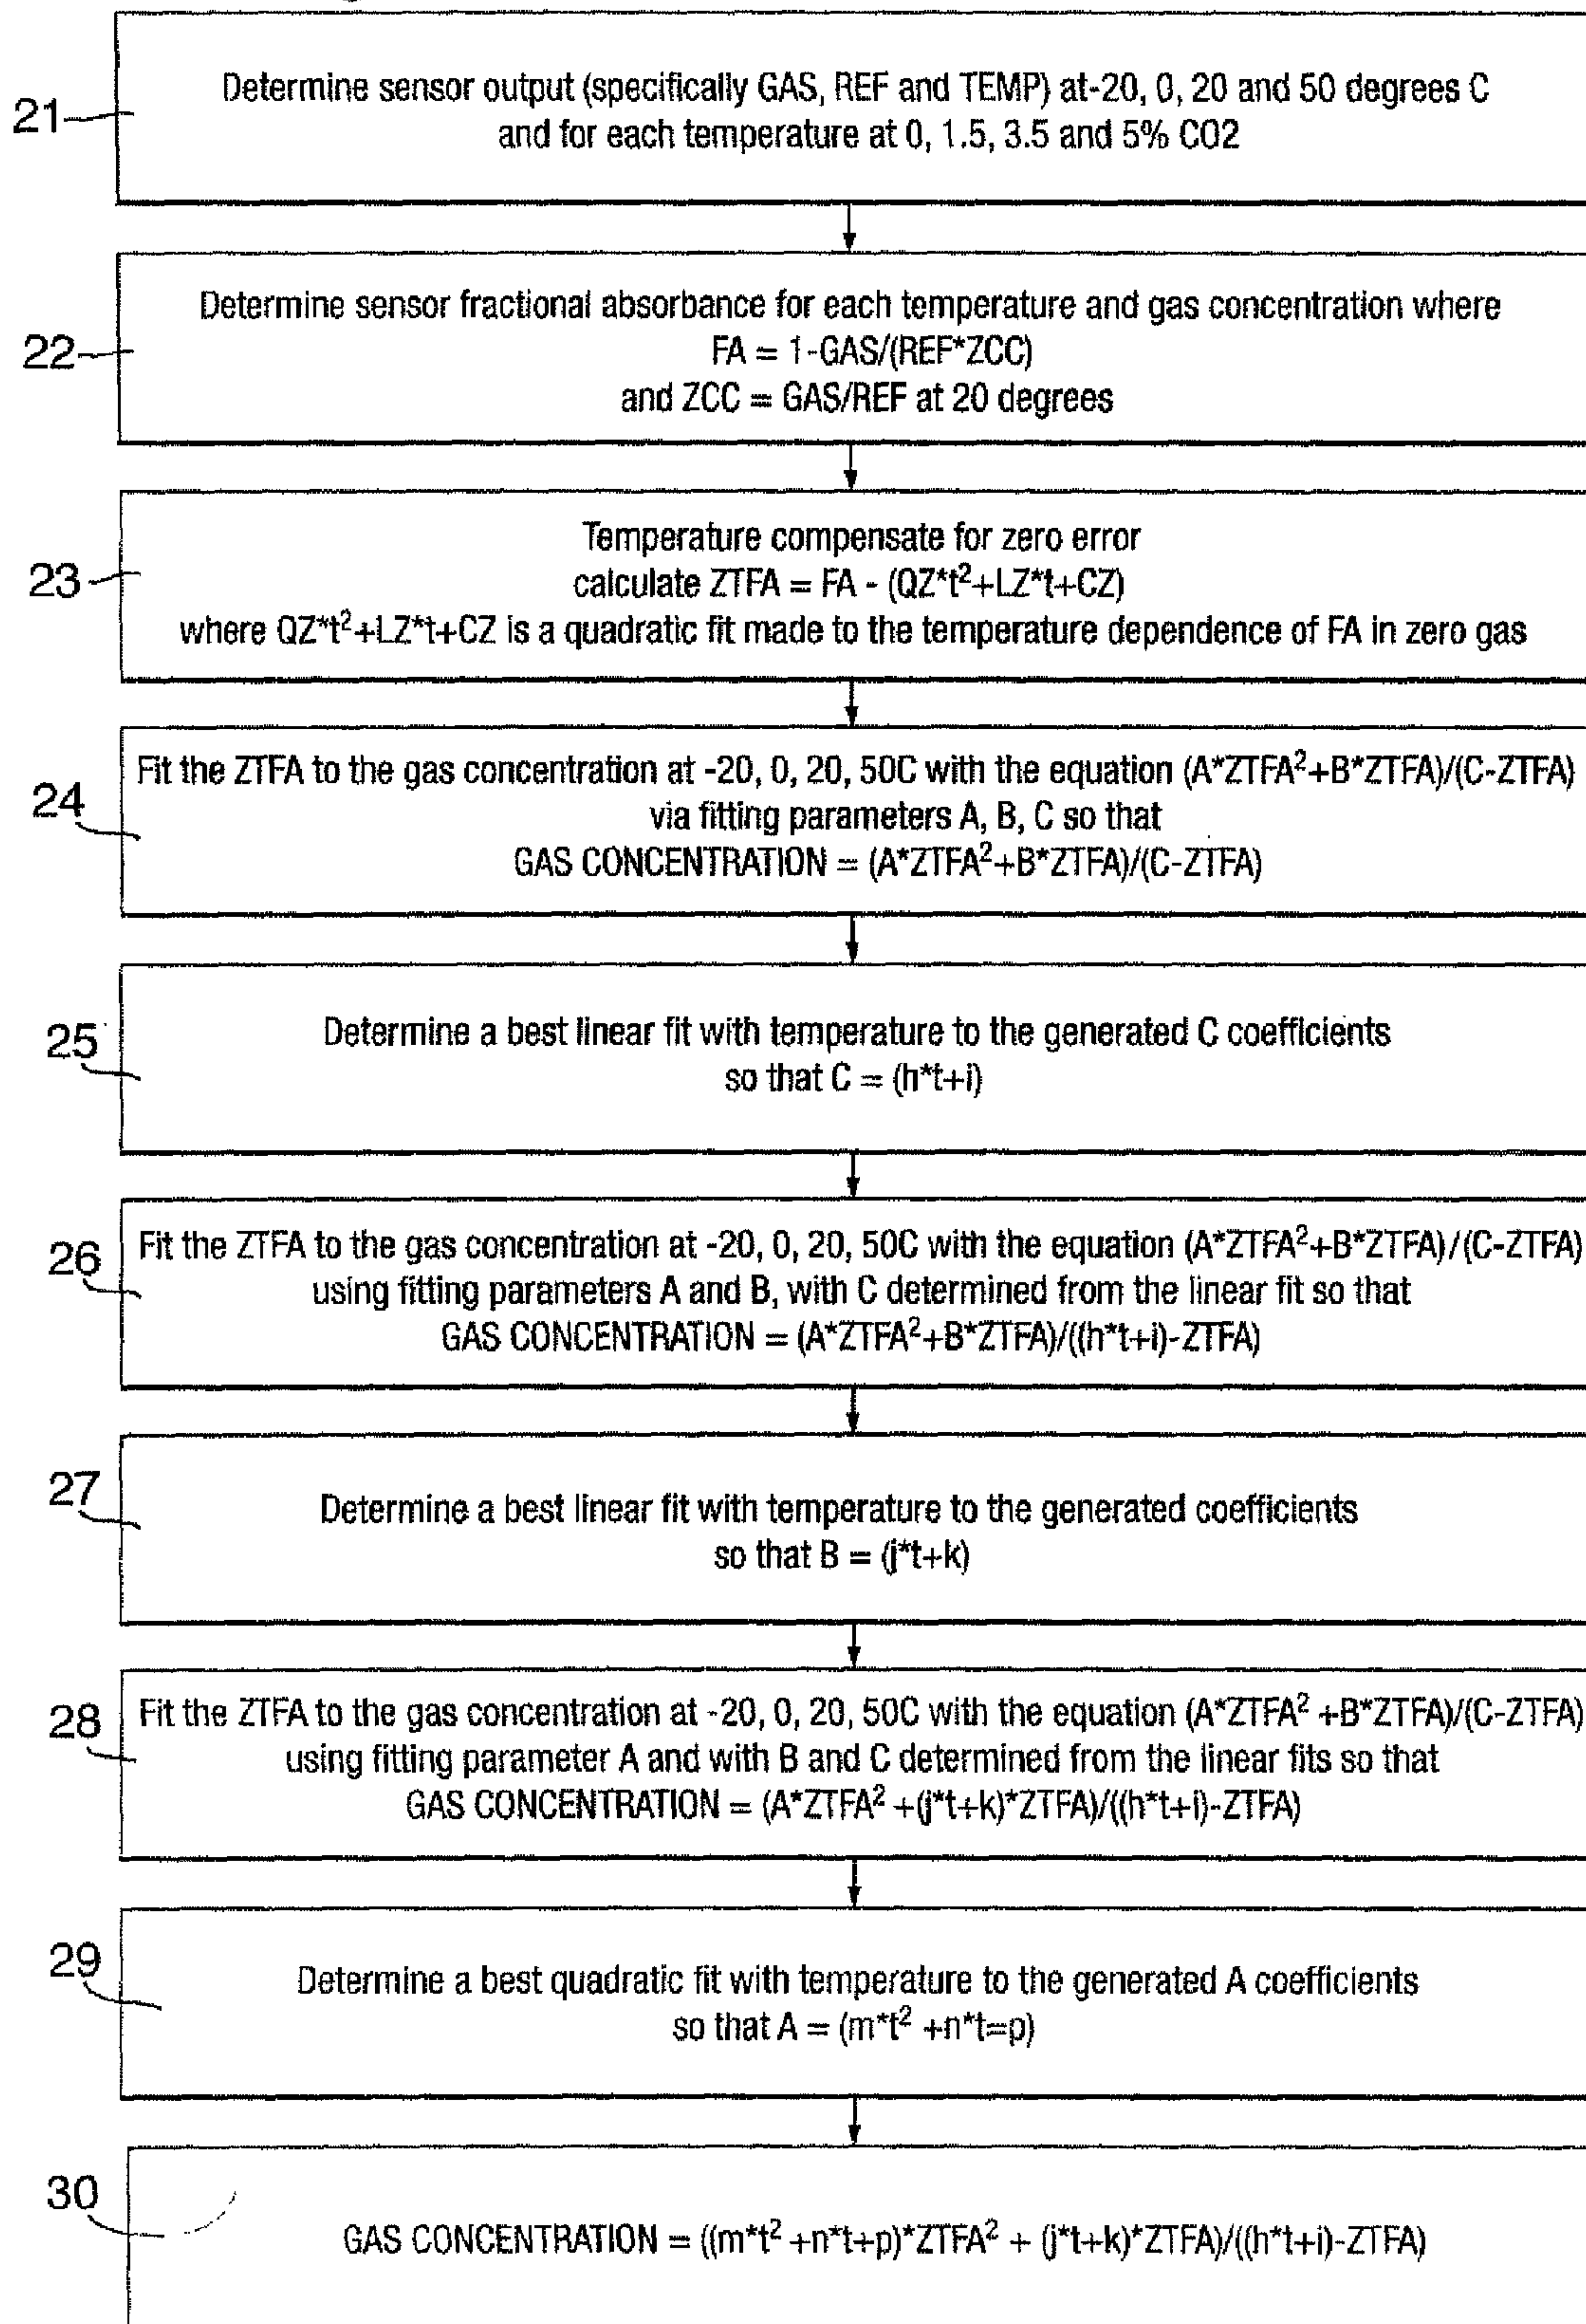 21
Determine sensor output (specifically GAS, REF and TEMP) at-20, 0, 20 and 50 degrees C
and for each temperature at 0, 1.5, 3.5 and 5% CO2
22
Determine sensor fractional absorbance for each temperature and gas concentration where
FA = 1-GAS/(REF*ZCC)
and ZCC = GAS/REF at 20 degrees
23
Temperature compensate for zero error
calculate ZTFA = FA - (QZ*t²+LZ*t+CZ)
where QZ*t²+LZ*t+CZ is a quadratic fit made to the temperature dependence of FA in zero gas
24
Fit the ZTFA to the gas concentration at -20, 0, 20, 50C with the equation (A*ZTFA²+B*ZTFA)/(C-ZTFA)
via fitting parameters A, B, C so that
GAS CONCENTRATION = (A*ZTFA²+B*ZTFA)/(C-ZTFA)
25
Determine a best linear fit with temperature to the generated C coefficients
so that C = (h*t+i)
26
Fit the ZTFA to the gas concentration at -20, 0, 20, 50C with the equation (A*ZTFA²+B*ZTFA)/(C-ZTFA)
using fitting parameters A and B, with C determined from the linear fit so that
GAS CONCENTRATION = (A*ZTFA²+B*ZTFA)/((h*t+i)-ZTFA)
27
Determine a best linear fit with temperature to the generated coefficients
so that B = (j*t+k)
28
Fit the ZTFA to the gas concentration at -20, 0, 20, 50C with the equation (A*ZTFA² +B*ZTFA)/(C-ZTFA)
using fitting parameter A and with B and C determined from the linear fits so that
GAS CONCENTRATION = (A*ZTFA² +(j*t+k)*ZTFA)/((h*t+i)-ZTFA)
29
Determine a best quadratic fit with temperature to the generated A coefficients
so that A = (m*t² +n*t=p)
30
GAS CONCENTRATION = ((m*t² +n*t+p)*ZTFA² + (j*t+k)*ZTFA)/((h*t+i)-ZTFA)